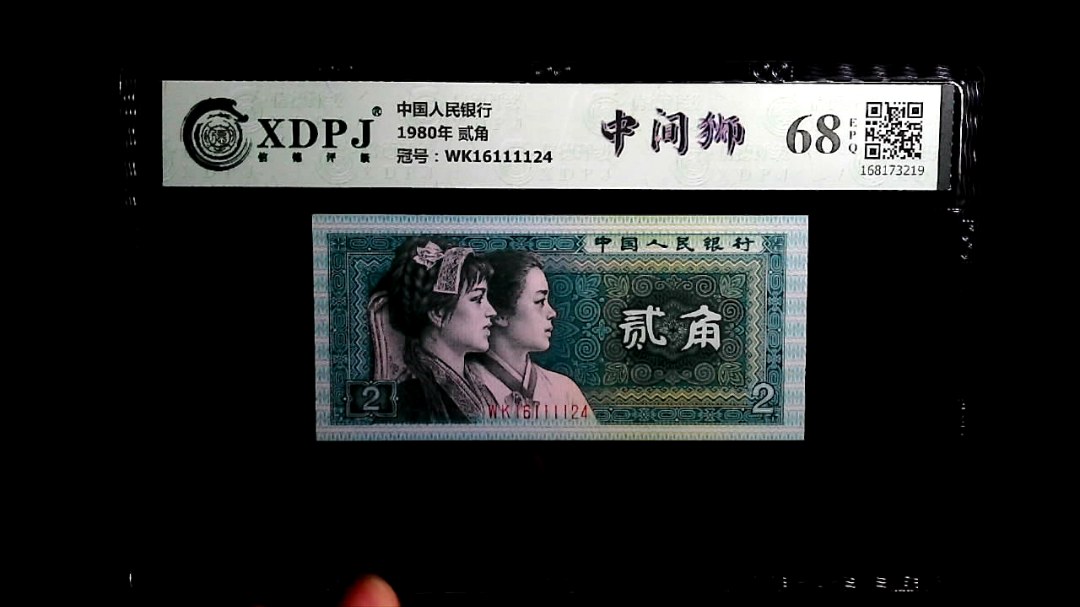 XDPJ®
信德评级
中国人民银行
1980年 贰角
冠号：WK16111124
中间狮
68
EPQ
168173219
中国人民银行
贰角
2
2
WK16111124